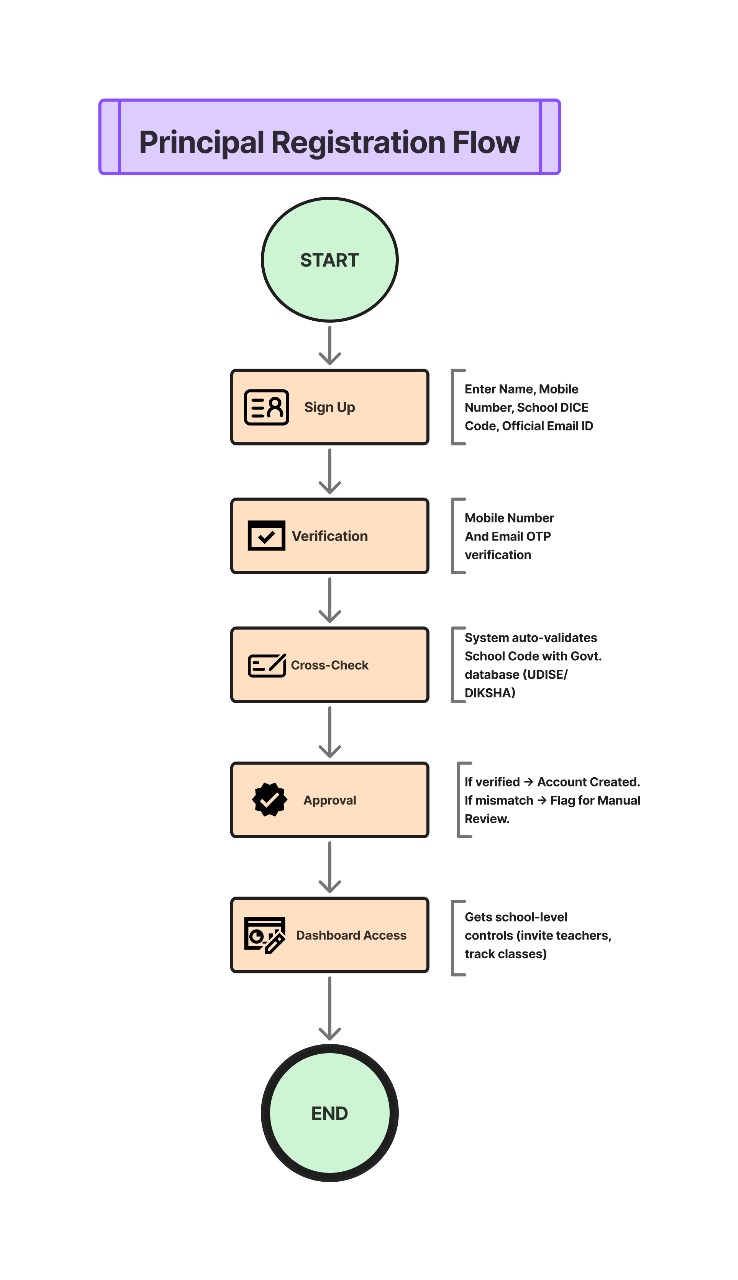 Principal Registration Flow
START
Sign Up
Enter Name, Mobile
Number, School DICE
Code, Official Email ID
Verification
Mobile Number
And Email OTP
verification
Cross-Check
System auto-validates
School Code with Govt.
database (UDISE/
DIKSHA)
Approval
If verified → Account Created.
If mismatch → Flag for Manual
Review.
Dashboard Access
Gets school-level
controls (invite teachers,
track classes)
END